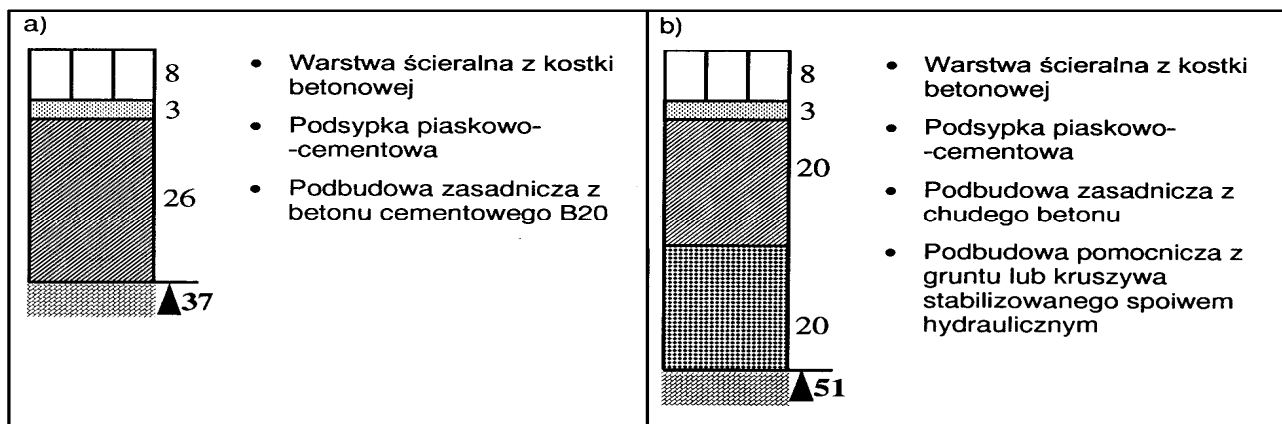 a)
8
3
26
37
• Warstwa ścieralna z kostki
betonowej
• Podsypka piaskowo-
-cementowa
• Podbudowa zasadnicza z
betonu cementowego B20
b)
8
3
20
20
51
• Warstwa ścieralna z kostki
betonowej
• Podsypka piaskowo-
-cementowa
• Podbudowa zasadnicza z
chudego betonu
• Podbudowa pomocnicza z
gruntu lub kruszywa
stabilizowanego spoiwem
hydraulicznym